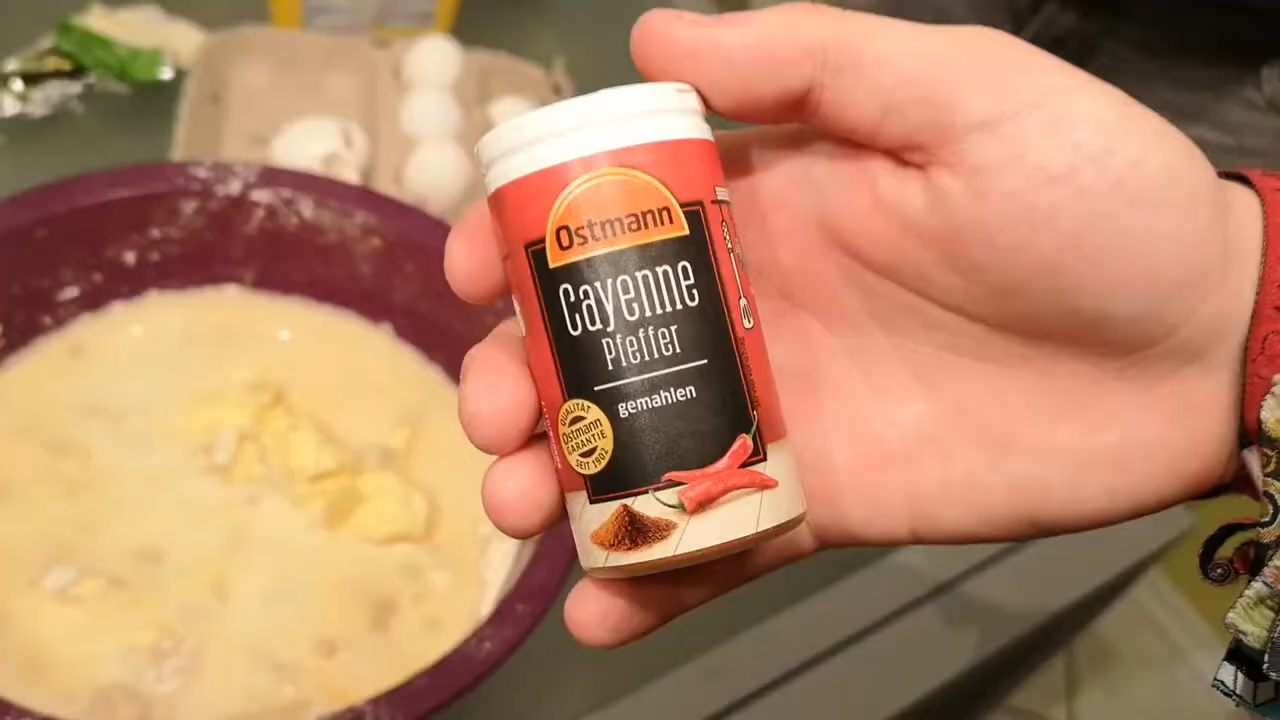 Ostmann
Cayenne
Pfeffer
gemahlen
QUALITÄT
Ostmann
GARANTIE
SEIT 1902